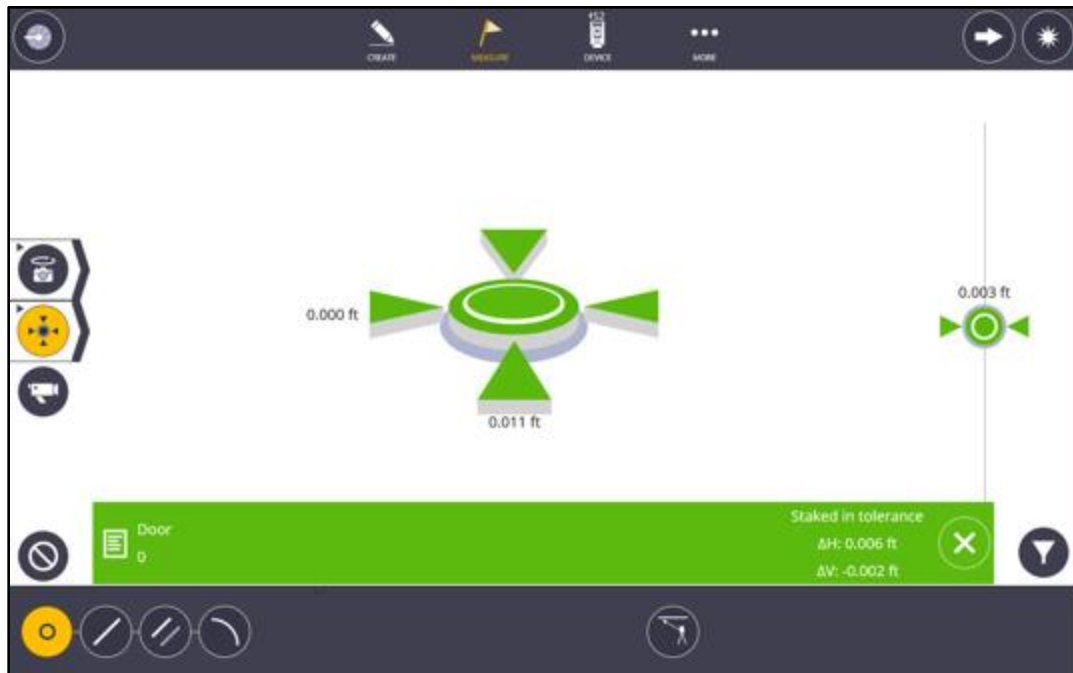 452
CREATE
MEASURE
DEVICE
MORE
0.003 ft
0.000 ft
0.011 ft
Door
0
Staked in tolerance
ΔH: 0.006 ft
ΔV: -0.002 ft